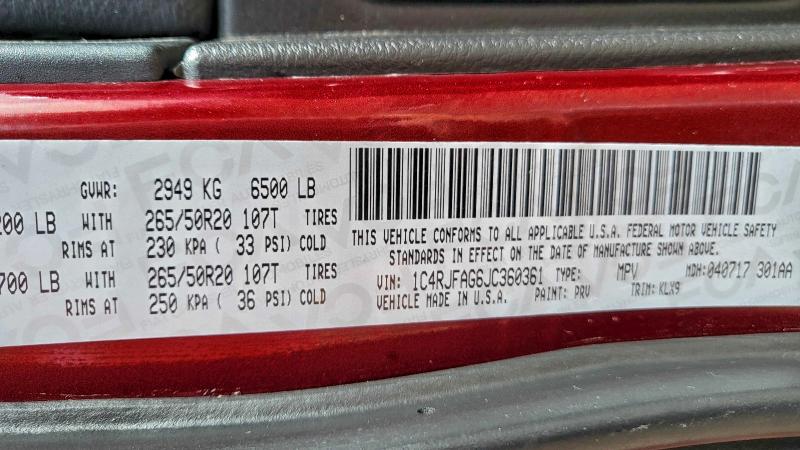 GVWR: 2949 KG 6500 LB
200 LB WITH 265/50R20 107T TIRES
RIMS AT 230 KPA ( 33 PSI) COLD
700 LB WITH 265/50R20 107T TIRES
RIMS AT 250 KPA ( 36 PSI) COLD
THIS VEHICLE CONFORMS TO ALL APPLICABLE U.S.A. FEDERAL MOTOR VEHICLE SAFETY
STANDARDS IN EFFECT ON THE DATE OF MANUFACTURE SHOWN ABOVE.
VIN: 1C4RJFAG6JC360361 TYPE: MPV MDH: 040717 301AA
VEHICLE MADE IN U.S.A. PAINT: PRV TRIM: KLX9